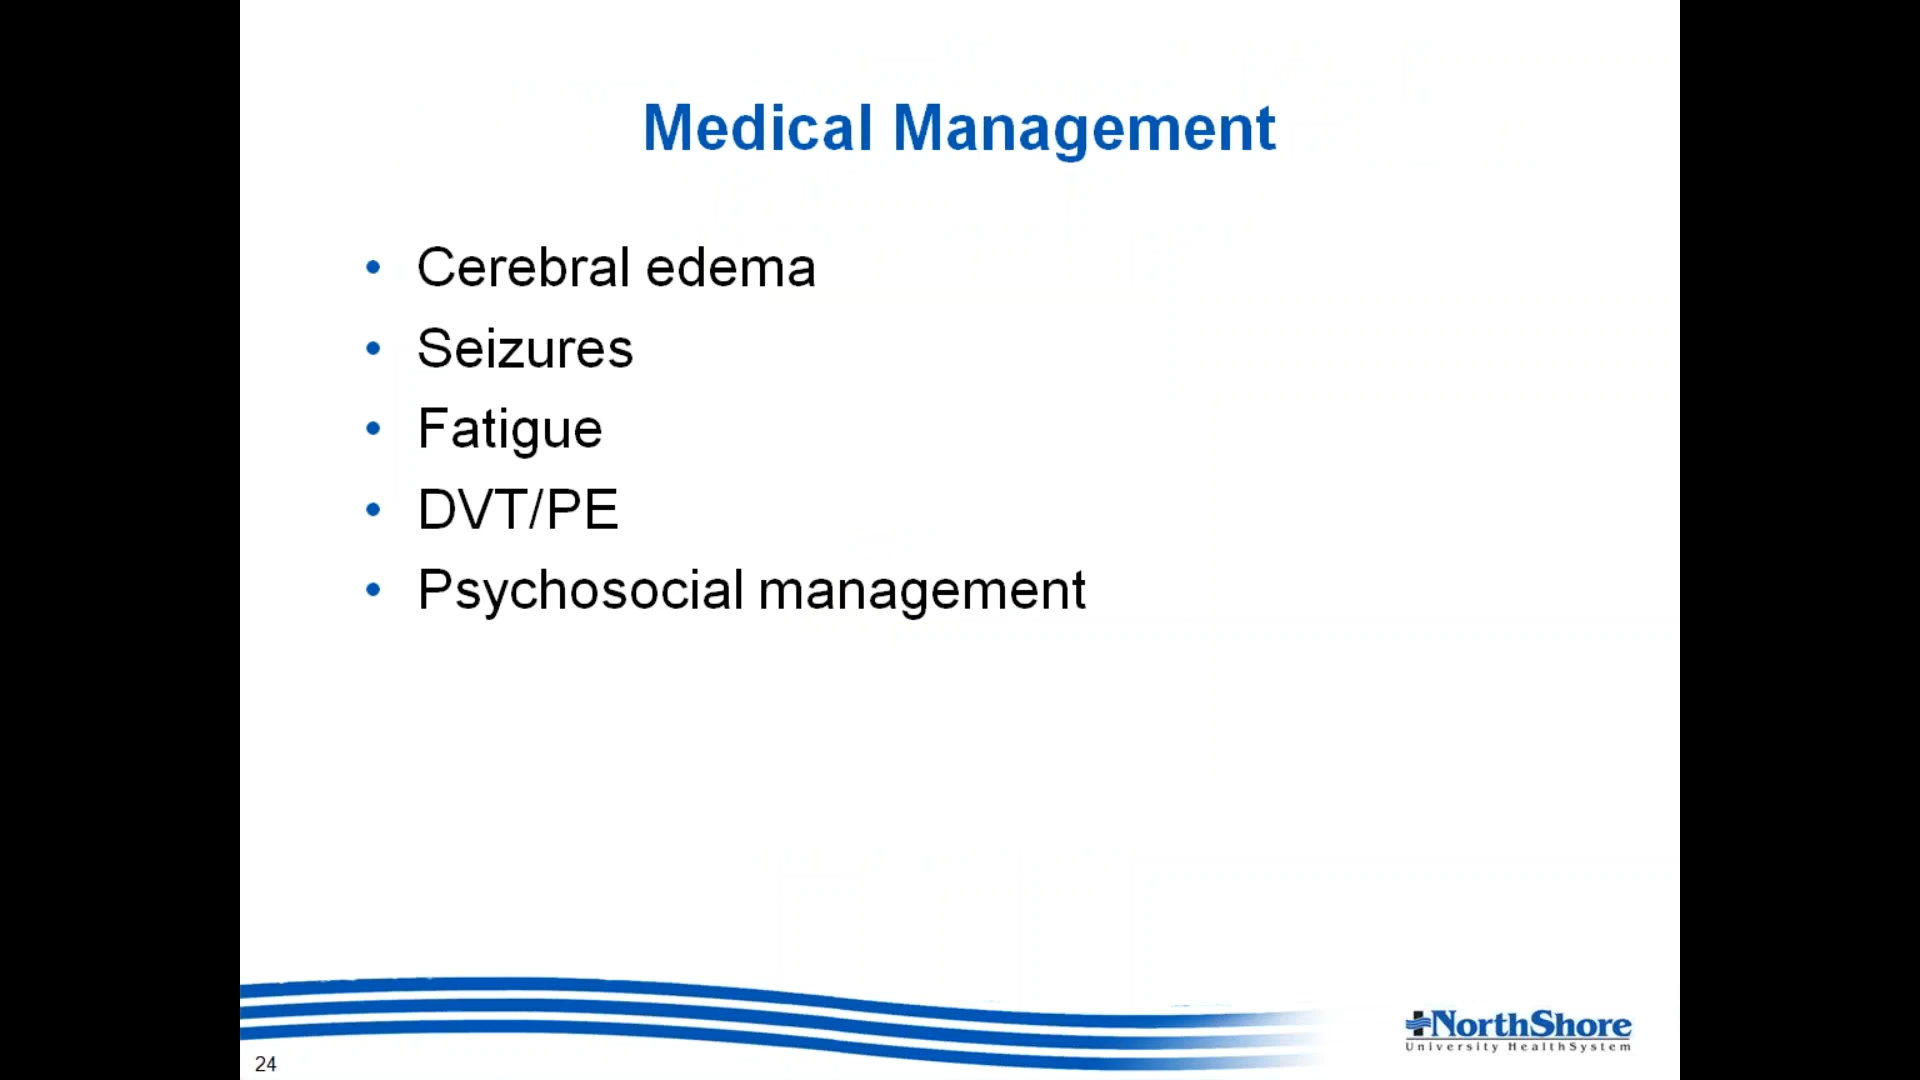 Medical Management
• Cerebral edema
• Seizures
• Fatigue
• DVT/PE
• Psychosocial management
NorthShore
University HealthSystem
24